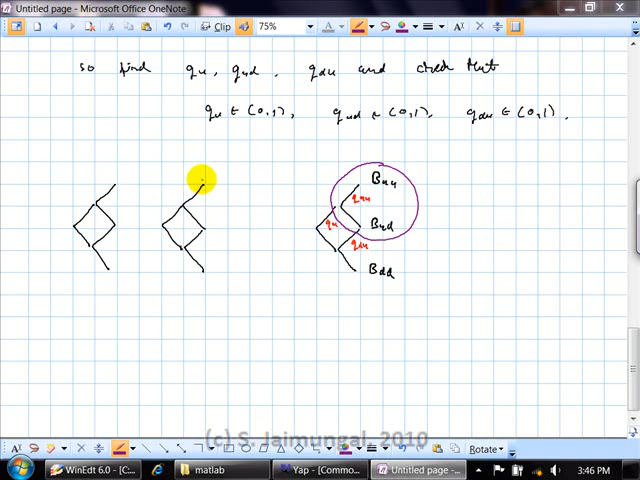 Untitled page - Microsoft Office OneNote
Clip
75%
so find qu, qud, qdu and check that
qu ∈ (0,1), qud ∈ (0,1), qdu ∈ (0,1).
Buu
quu
qu
Bud
qdu
Bdd
(c) S. Jaimungal, 2010
Rotate
WinEdt 6.0 - [C:...
matlab
Yap - [Commo...
Untitled page - ...
3:46 PM